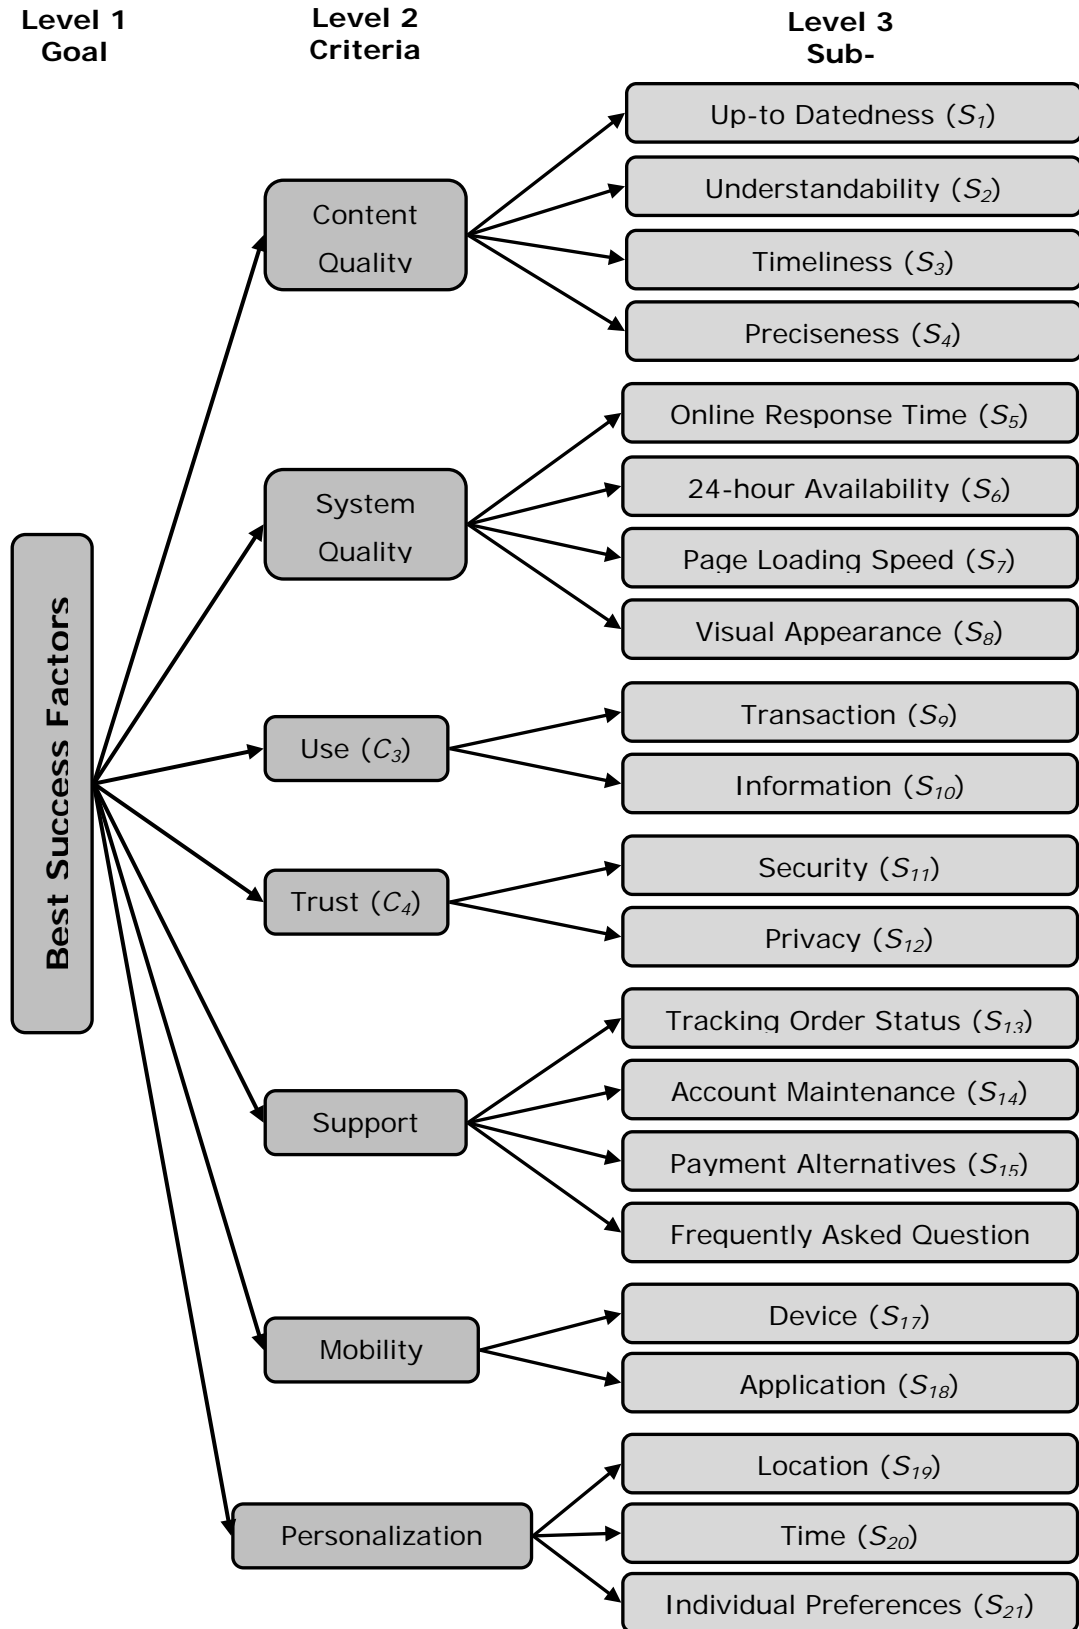 Level 1
Goal
Level 2
Criteria
Level 3
Sub-
Best Success Factors
Content
Quality
Up-to Datedness (S1)
Understandability (S2)
Timeliness (S3)
Preciseness (S4)
System
Quality
Online Response Time (S5)
24-hour Availability (S6)
Page Loading Speed (S7)
Visual Appearance (S8)
Use (C3)
Transaction (S9)
Information (S10)
Trust (C4)
Security (S11)
Privacy (S12)
Support
Tracking Order Status (S13)
Account Maintenance (S14)
Payment Alternatives (S15)
Frequently Asked Question
Mobility
Device (S17)
Application (S18)
Personalization
Location (S19)
Time (S20)
Individual Preferences (S21)